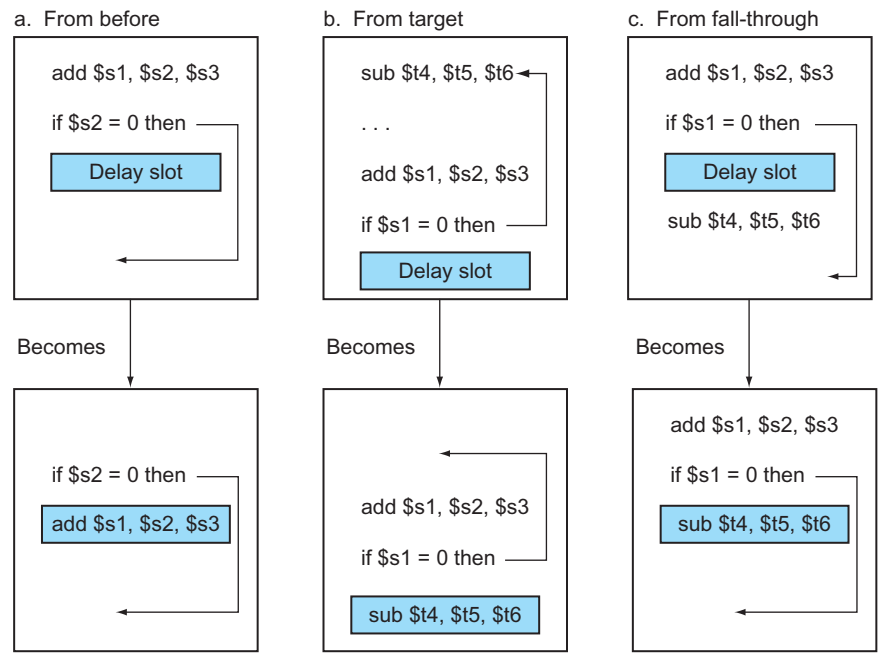 a. From before
add $s1, $s2, $s3
if $s2 = 0 then
Delay slot
Becomes
if $s2 = 0 then
add $s1, $s2, $s3
b. From target
sub $t4, $t5, $t6
. . .
add $s1, $s2, $s3
if $s1 = 0 then
Delay slot
Becomes
add $s1, $s2, $s3
if $s1 = 0 then
sub $t4, $t5, $t6
c. From fall-through
add $s1, $s2, $s3
if $s1 = 0 then
Delay slot
sub $t4, $t5, $t6
Becomes
add $s1, $s2, $s3
if $s1 = 0 then
sub $t4, $t5, $t6